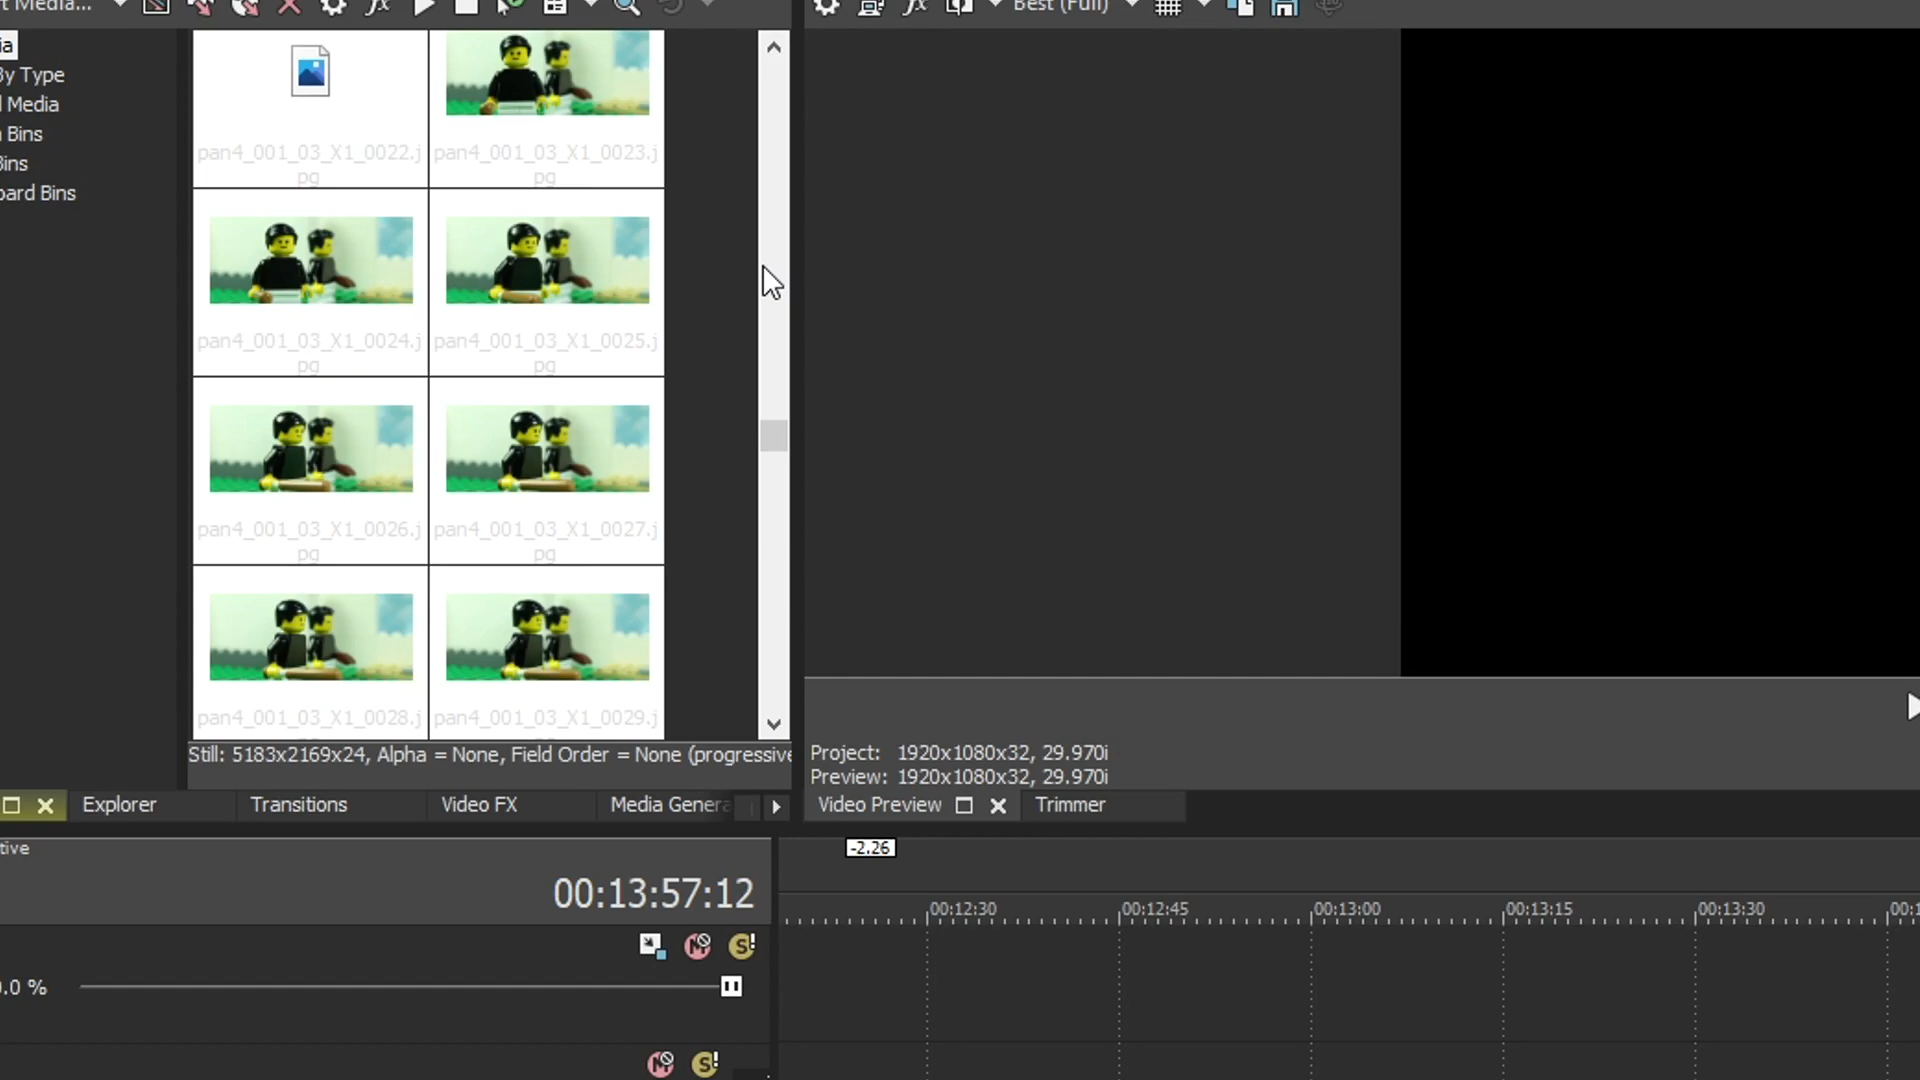 t Media...
Best (Full)
ia
By Type
l Media
Bins
Bins
oard Bins
pan4_001_03_X1_0022.j
pg
pan4_001_03_X1_0023.j
pg
pan4_001_03_X1_0024.j
pg
pan4_001_03_X1_0025.j
pg
pan4_001_03_X1_0026.j
pg
pan4_001_03_X1_0027.j
pg
pan4_001_03_X1_0028.j
pan4_001_03_X1_0029.j
Still: 5183x2169x24, Alpha = None, Field Order = None (progressive
Project: 1920x1080x32, 29.970i
Preview: 1920x1080x32, 29.970i
Explorer
Transitions
Video FX
Media Genera
Video Preview
Trimmer
tive
-2.26
00:13:57:12
00:12:30
00:12:45
00:13:00
00:13:15
00:13:30
00:1
M
S!
.0 %
M
S!